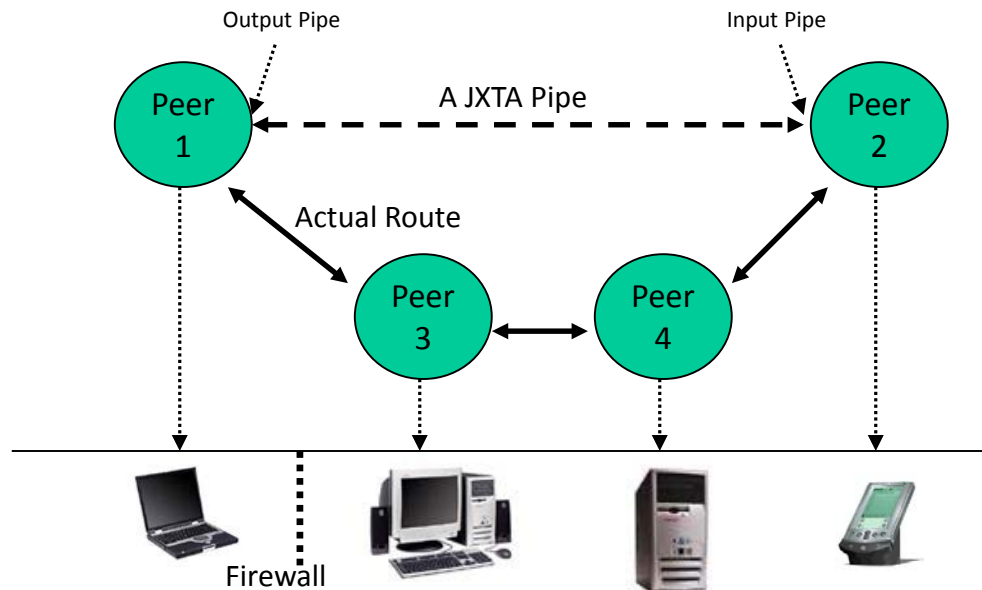 Output Pipe
Input Pipe
A JXTA Pipe
Peer
1
Peer
2
Actual Route
Peer
3
Peer
4
Firewall